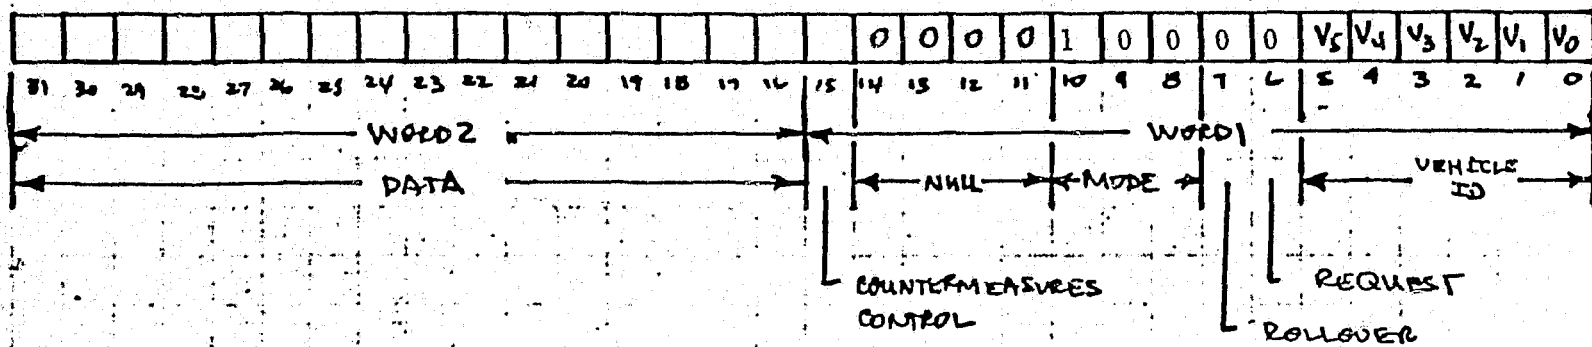 0 0 0 0 1 0 0 0 0 V5 V4 V3 V2 V1 V0
31 30 29 28 27 26 25 24 23 22 21 20 19 18 17 16 15 14 13 12 11 10 9 8 7 6 5 4 3 2 1 0
WORD2 WORD1
DATA NULL MODE VEHICLE
ID
COUNTERMEASURES REQUEST
CONTROL
ROLLOVER